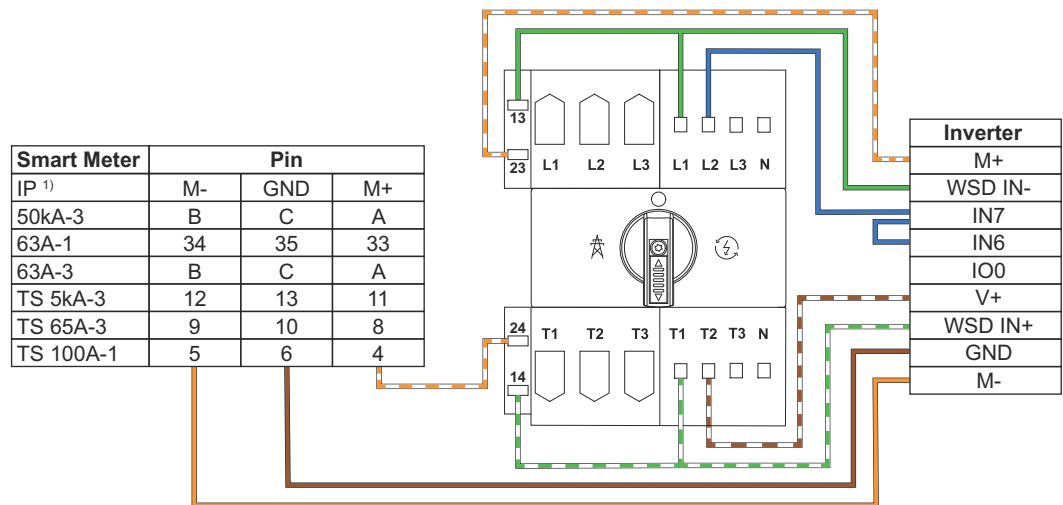 Smart Meter Pin
IP 1) M- GND M+
50kA-3 B C A
63A-1 34 35 33
63A-3 B C A
TS 5kA-3 12 13 11
TS 65A-3 9 10 8
TS 100A-1 5 6 4
13
23 L1 L2 L3 L1 L2 L3 N
24 T1 T2 T3 T1 T2 T3 N
14
Inverter
M+
WSD IN-
IN7
IN6
IO0
V+
WSD IN+
GND
M-